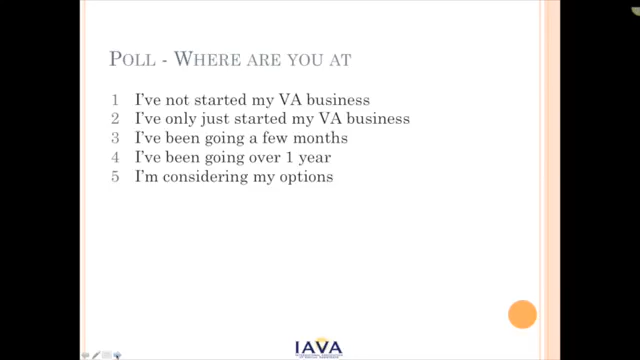 POLL - WHERE ARE YOU AT
1 I've not started my VA business
2 I've only just started my VA business
3 I've been going a few months
4 I've been going over 1 year
5 I'm considering my options
IAVA